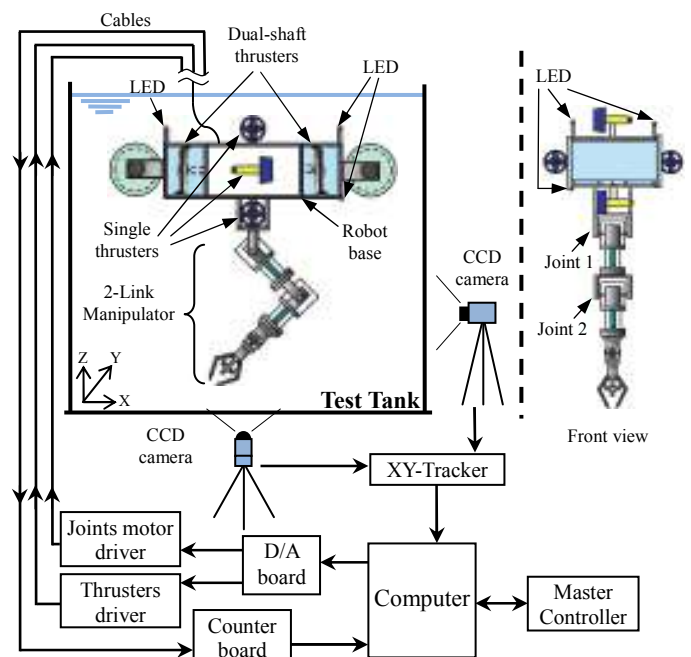 Cables
Dual-shaft
thrusters
LED
LED
LED
Single
thrusters
Robot
base
2-Link
Manipulator
CCD
camera
Joint 1
Joint 2
Z
Y
X
Test Tank
Front view
CCD
camera
XY-Tracker
Joints motor
driver
D/A
board
Thrusters
driver
Computer
Master
Controller
Counter
board